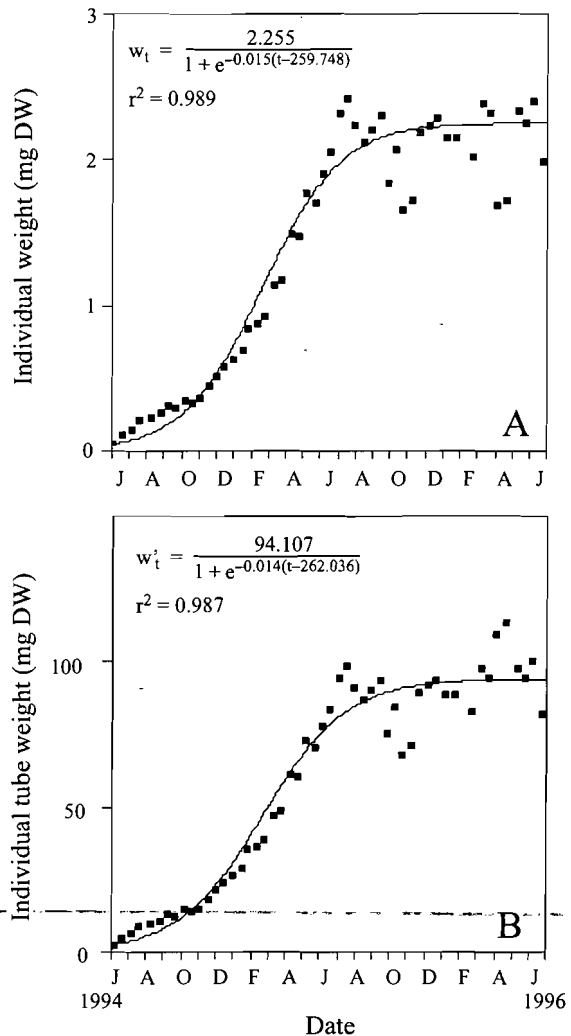 3
2
1
0
Individual weight (mg DW)
w_t = 2.255 / 1 + e^-0.015(t–259.748)
r² = 0.989
A
J A O D F A J A O D F A J
100
50
0
Individual tube weight (mg DW)
w'_t = 94.107 / 1 + e^-0.014(t–262.036)
r² = 0.987
B
J A O D F A J A O D F A J
1994 1996
Date